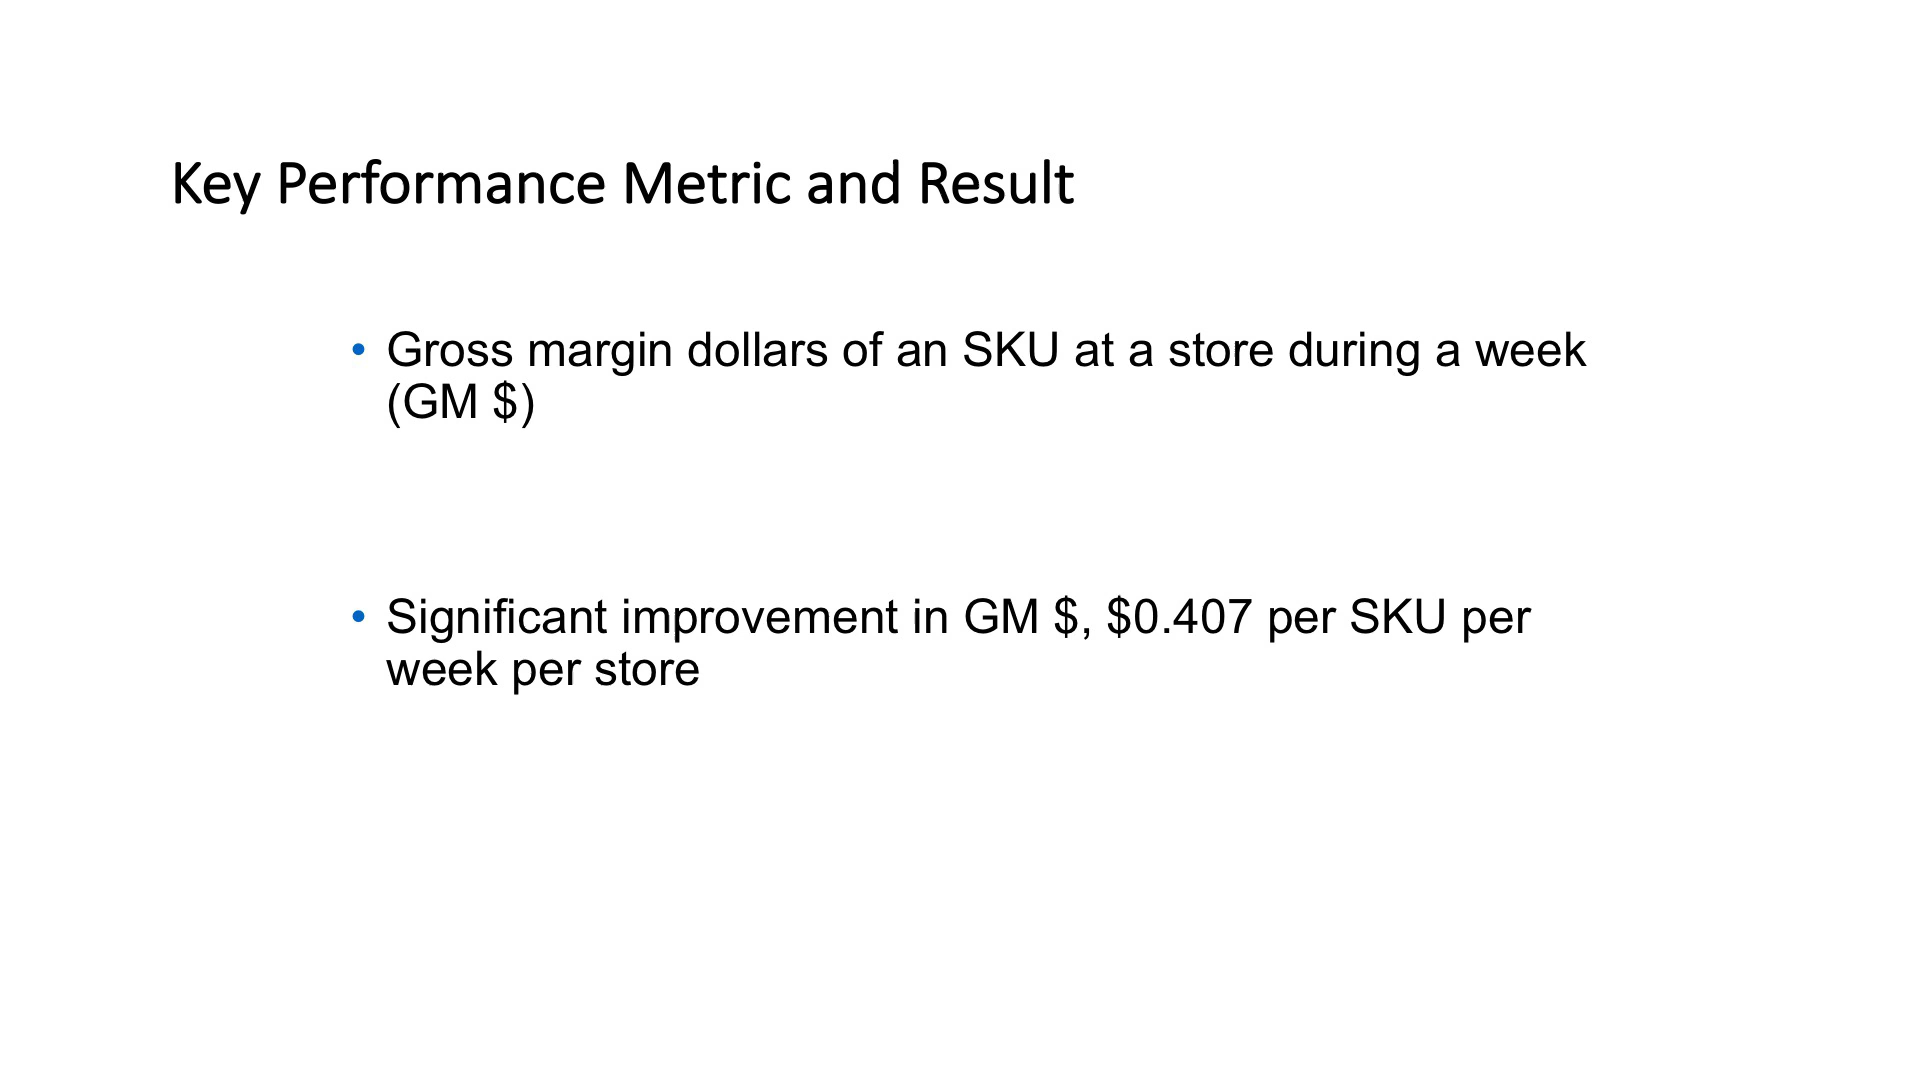 Key Performance Metric and Result
• Gross margin dollars of an SKU at a store during a week
(GM $)
• Significant improvement in GM $, $0.407 per SKU per
week per store